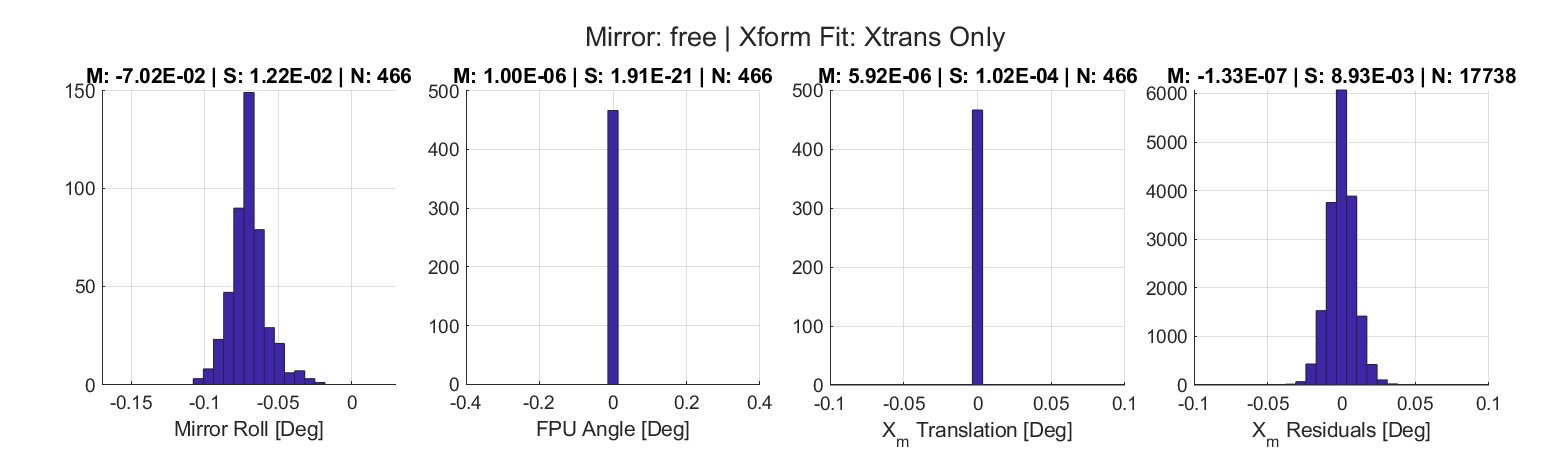 Mirror: free | Xform Fit: Xtrans Only
M: -7.02E-02 | S: 1.22E-02 | N: 466
150
100
50
0
-0.15 -0.1 -0.05 0
Mirror Roll [Deg]
M: 1.00E-06 | S: 1.91E-21 | N: 466
500
400
300
200
100
0
-0.4 -0.2 0 0.2 0.4
FPU Angle [Deg]
M: 5.92E-06 | S: 1.02E-04 | N: 466
500
400
300
200
100
0
-0.1 -0.05 0 0.05 0.1
Xm Translation [Deg]
M: -1.33E-07 | S: 8.93E-03 | N: 17738
6000
5000
4000
3000
2000
1000
0
-0.1 -0.05 0 0.05 0.1
Xm Residuals [Deg]